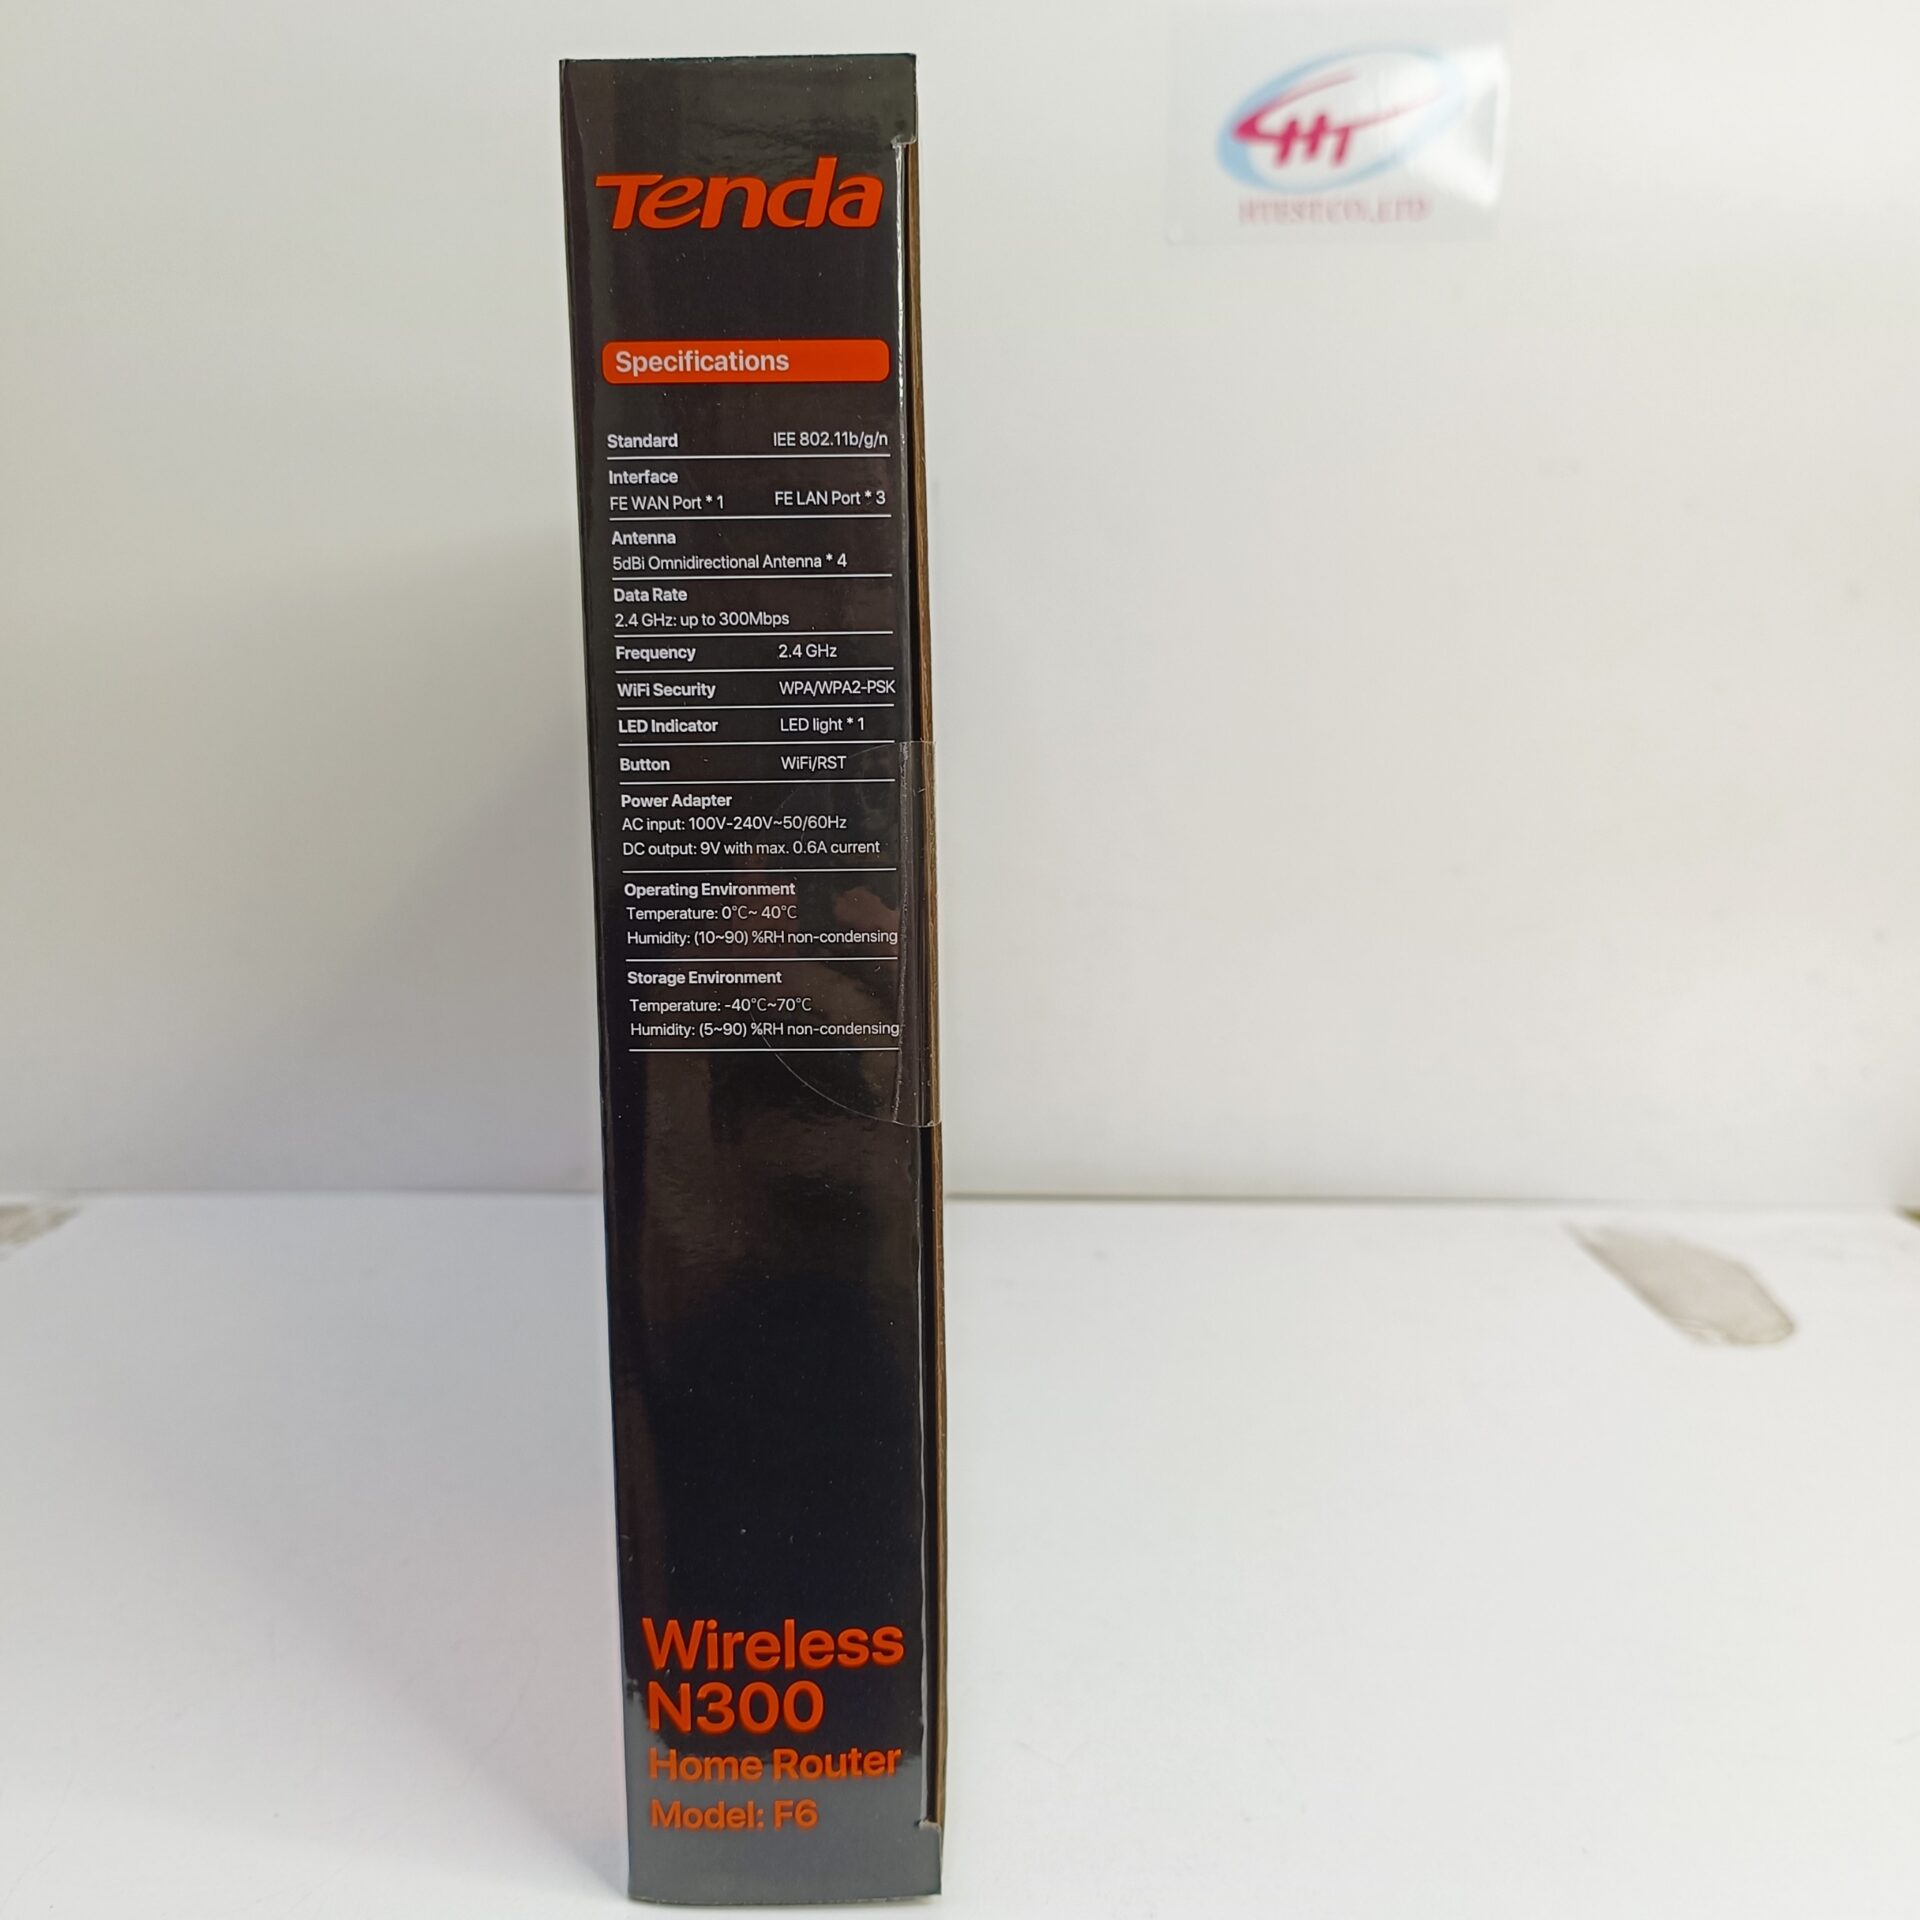 Tenda
HT
HTEST CO.,LTD
Specifications
Standard IEE 802.11b/g/n
Interface
FE WAN Port * 1 FE LAN Port * 3
Antenna
5dBi Omnidirectional Antenna * 4
Data Rate
2.4 GHz: up to 300Mbps
Frequency 2.4 GHz
WiFi Security WPA/WPA2-PSK
LED Indicator LED light * 1
Button WiFi/RST
Power Adapter
AC input: 100V-240V~50/60Hz
DC output: 9V with max. 0.6A current
Operating Environment
Temperature: 0°C~ 40°C
Humidity: (10~90) %RH non-condensing
Storage Environment
Temperature: -40°C~70°C
Humidity: (5~90) %RH non-condensing
Wireless
N300
Home Router
Model: F6